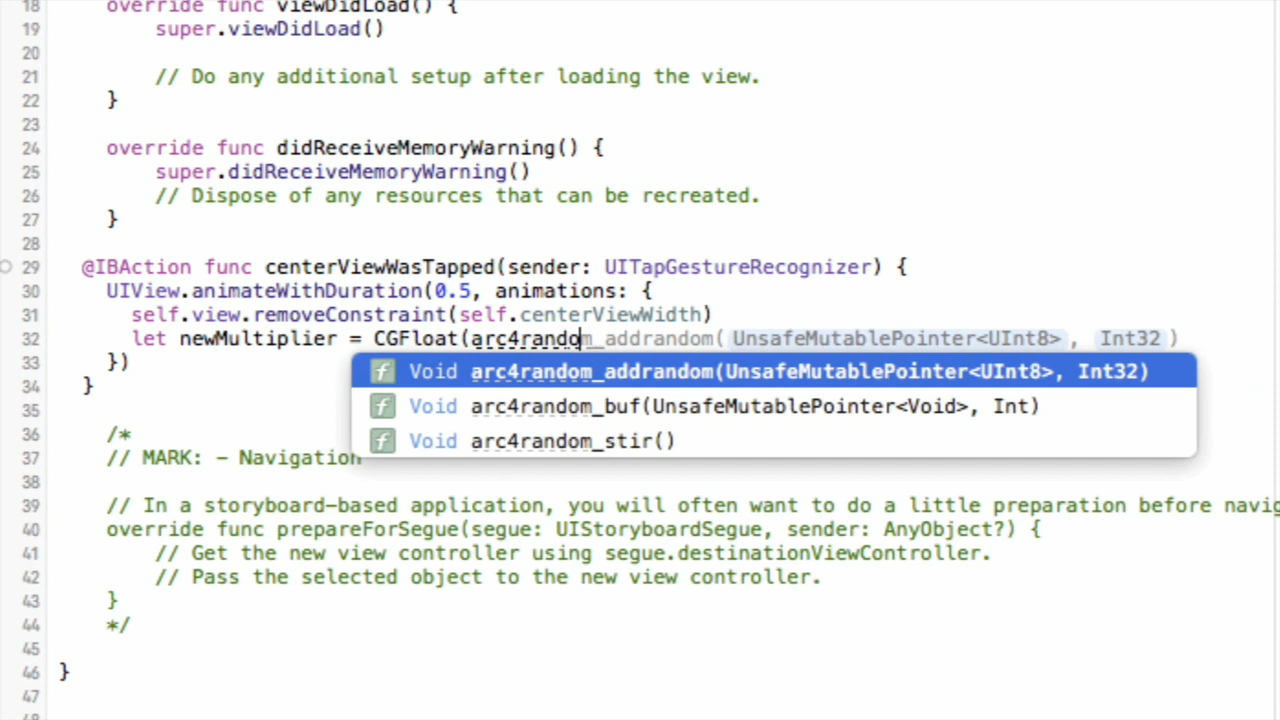 18 override func viewDidLoad() {
19 super.viewDidLoad()
20
21 // Do any additional setup after loading the view.
22 }
23
24 override func didReceiveMemoryWarning() {
25 super.didReceiveMemoryWarning()
26 // Dispose of any resources that can be recreated.
27 }
28
29 @IBAction func centerViewWasTapped(sender: UITapGestureRecognizer) {
30 UIView.animateWithDuration(0.5, animations: {
31 self.view.removeConstraint(self.centerViewWidth)
32 let newMultiplier = CGFloat(arc4random_addrandom(UnsafeMutablePointer<UInt8>, Int32)
33 })
Void arc4random_addrandom(UnsafeMutablePointer<UInt8>, Int32)
34 }
Void arc4random_buf(UnsafeMutablePointer<Void>, Int)
35
36 /*
Void arc4random_stir()
37 // MARK: - Navigation
38
39 // In a storyboard-based application, you will often want to do a little preparation before navig
40 override func prepareForSegue(segue: UIStoryboardSegue, sender: AnyObject?) {
41 // Get the new view controller using segue.destinationViewController.
42 // Pass the selected object to the new view controller.
43 }
44 */
45
46 }
47
48